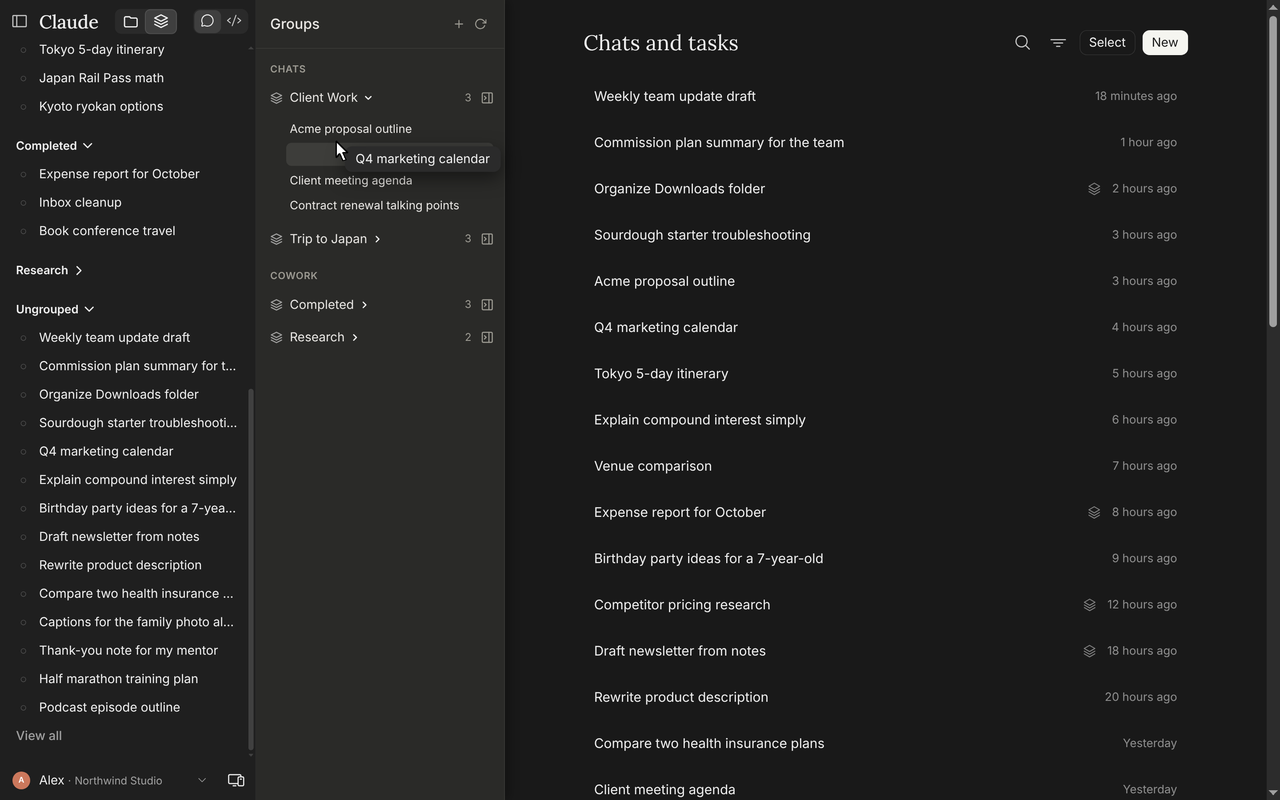 Claude
Tokyo 5-day itinerary
Japan Rail Pass math
Kyoto ryokan options
Completed
Expense report for October
Inbox cleanup
Book conference travel
Research
Ungrouped
Weekly team update draft
Commission plan summary for t...
Organize Downloads folder
Sourdough starter troubleshooti...
Q4 marketing calendar
Explain compound interest simply
Birthday party ideas for a 7-yea...
Draft newsletter from notes
Rewrite product description
Compare two health insurance ...
Captions for the family photo al...
Thank-you note for my mentor
Half marathon training plan
Podcast episode outline
View all
A Alex · Northwind Studio
Groups
CHATS
Client Work 3
Acme proposal outline
Q4 marketing calendar
Client meeting agenda
Contract renewal talking points
Trip to Japan 3
COWORK
Completed 3
Research 2
Chats and tasks
Select
New
Weekly team update draft 18 minutes ago
Commission plan summary for the team 1 hour ago
Organize Downloads folder 2 hours ago
Sourdough starter troubleshooting 3 hours ago
Acme proposal outline 3 hours ago
Q4 marketing calendar 4 hours ago
Tokyo 5-day itinerary 5 hours ago
Explain compound interest simply 6 hours ago
Venue comparison 7 hours ago
Expense report for October 8 hours ago
Birthday party ideas for a 7-year-old 9 hours ago
Competitor pricing research 12 hours ago
Draft newsletter from notes 18 hours ago
Rewrite product description 20 hours ago
Compare two health insurance plans Yesterday
Client meeting agenda Yesterday